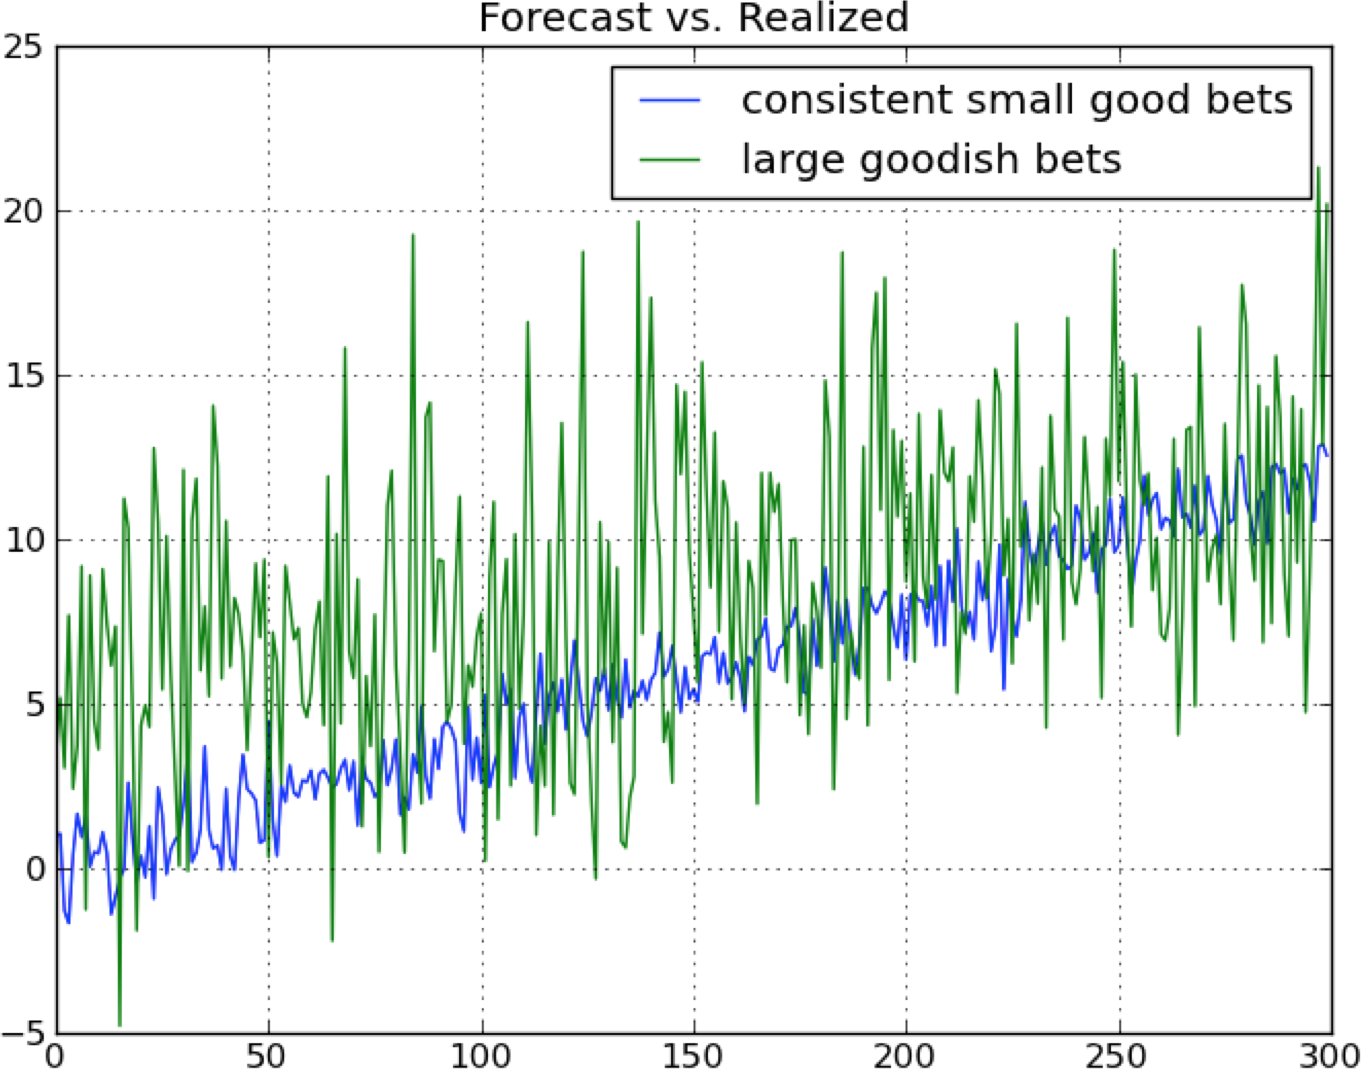 Forecast vs. Realized
25
consistent small good bets
large goodish bets
20
15
10
5
0
−5
0 50 100 150 200 250 300